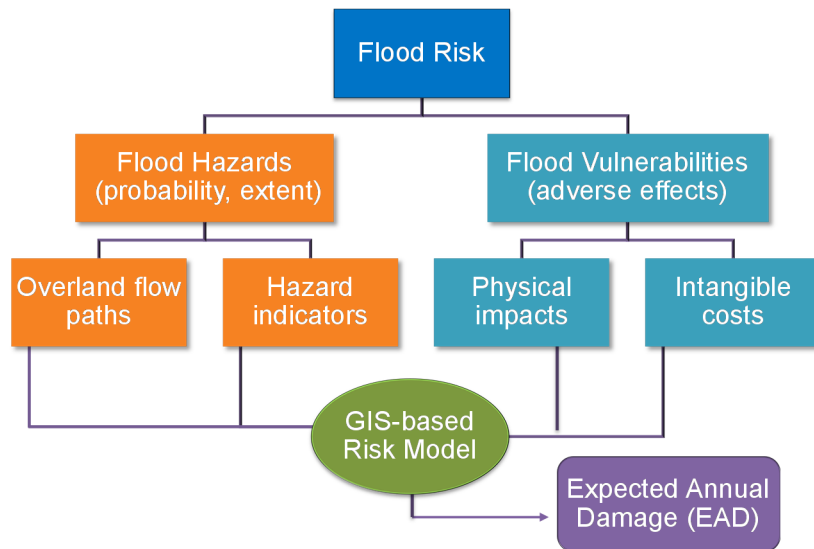 Flood Risk
Flood Hazards
(probability, extent)
Flood Vulnerabilities
(adverse effects)
Overland flow
paths
Hazard
indicators
Physical
impacts
Intangible
costs
GIS-based
Risk Model
Expected Annual
Damage (EAD)